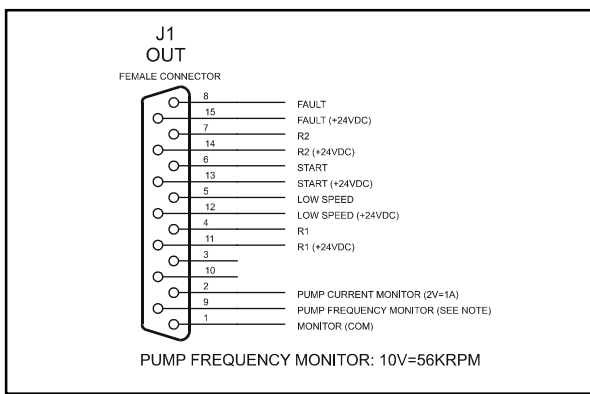 J1
OUT
FEMALE CONNECTOR
8 FAULT
15 FAULT (+24VDC)
7 R2
14 R2 (+24VDC)
6 START
13 START (+24VDC)
5 LOW SPEED
12 LOW SPEED (+24VDC)
4 R1
11 R1 (+24VDC)
3
10
2 PUMP CURRENT MONITOR (2V=1A)
9 PUMP FREQUENCY MONITOR (SEE NOTE)
1 MONITOR (COM)
PUMP FREQUENCY MONITOR: 10V=56KRPM